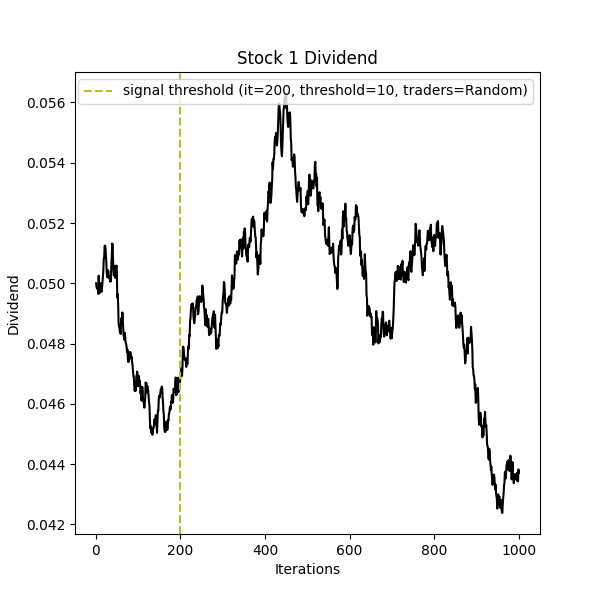 Stock 1 Dividend
signal threshold (it=200, threshold=10, traders=Random)
0.056
0.054
0.052
0.050
0.048
0.046
0.044
0.042
Dividend
0 200 400 600 800 1000
Iterations